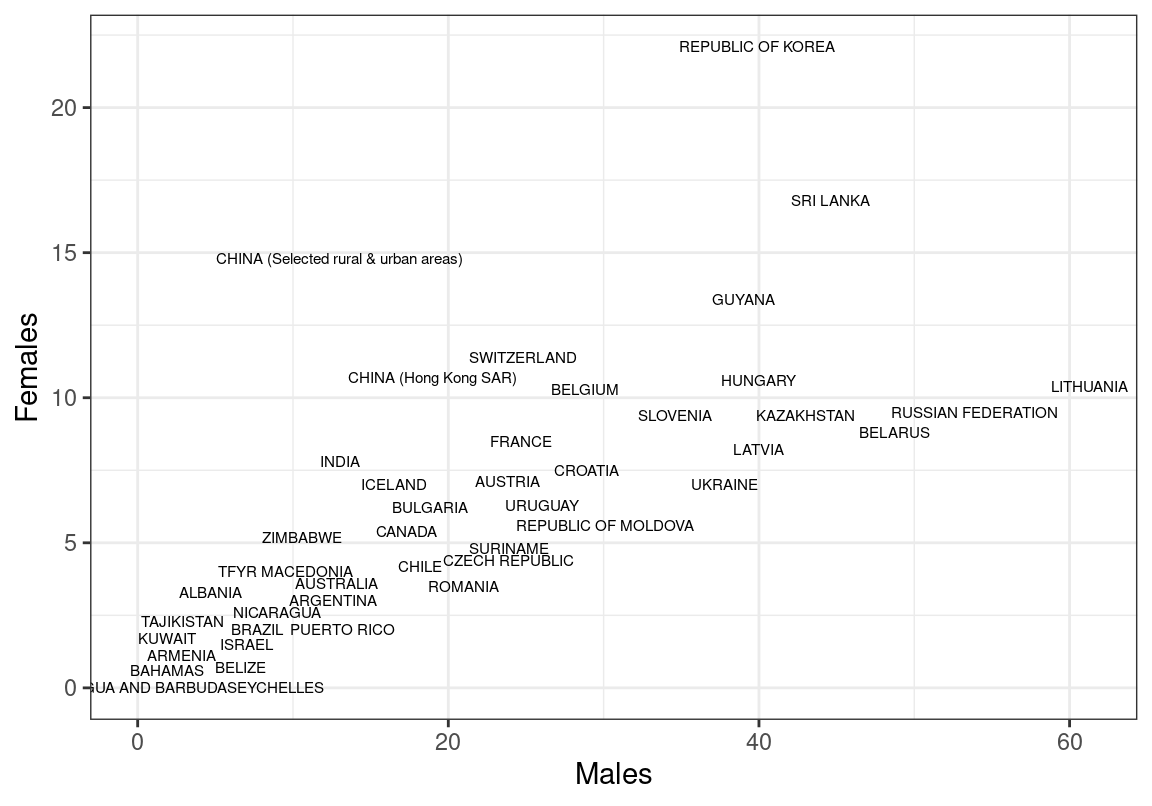 REPUBLIC OF KOREA
20
SRI LANKA
15
CHINA (Selected rural & urban areas)
GUYANA
SWITZERLAND
CHINA (Hong Kong SAR)
HUNGARY
LITHUANIA
BELGIUM
10
RUSSIAN FEDERATION
SLOVENIA
KAZAKHSTAN
BELARUS
FRANCE
LATVIA
INDIA
CROATIA
AUSTRIA
ICELAND
UKRAINE
URUGUAY
BULGARIA
REPUBLIC OF MOLDOVA
CANADA
ZIMBABWE
5
SURINAME
CZECH REPUBLIC
CHILE
TFYR MACEDONIA
AUSTRALIA
ROMANIA
ALBANIA
ARGENTINA
NICARAGUA
TAJIKISTAN
BRAZIL
PUERTO RICO
KUWAIT
ISRAEL
ARMENIA
BELIZE
BAHAMAS
0
GUA AND BARBUDA
SEYCHELLES
0 20 40 60
Males
Females